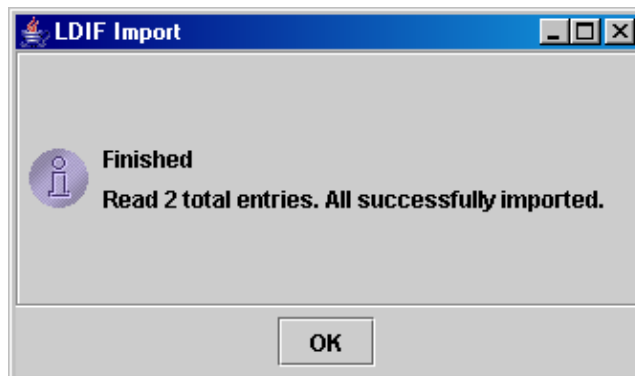 LDIF Import
Finished
Read 2 total entries. All successfully imported.
OK